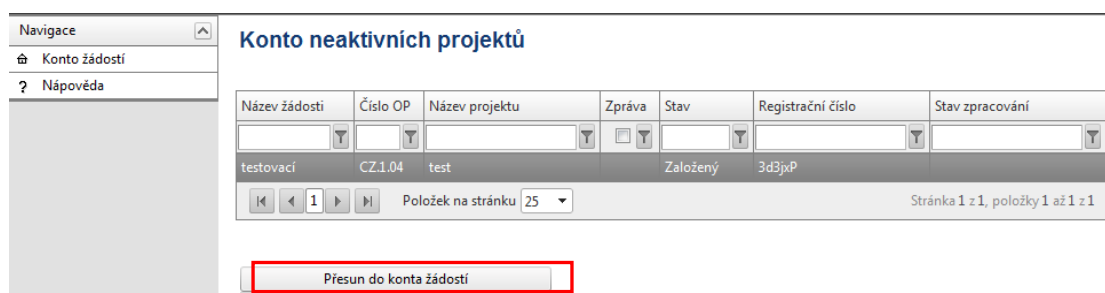 Navigace
Konto žádostí
? Nápověda
Konto neaktivních projektů
Název žádosti Číslo OP Název projektu Zpráva Stav Registrační číslo Stav zpracování
testovací CZ.1.04 test Založený 3d3jxP
1 Položek na stránku 25 Stránka 1 z 1, položky 1 až 1 z 1
Přesun do konta žádostí